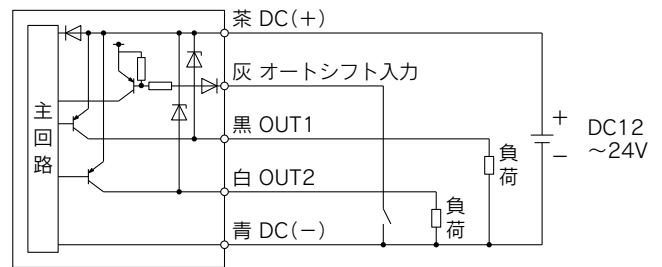 茶 DC(+)
灰 オートシフト入力
主回路
黒 OUT1
白 OUT2
青 DC(−)
負荷
負荷
+
−
DC12
～24V